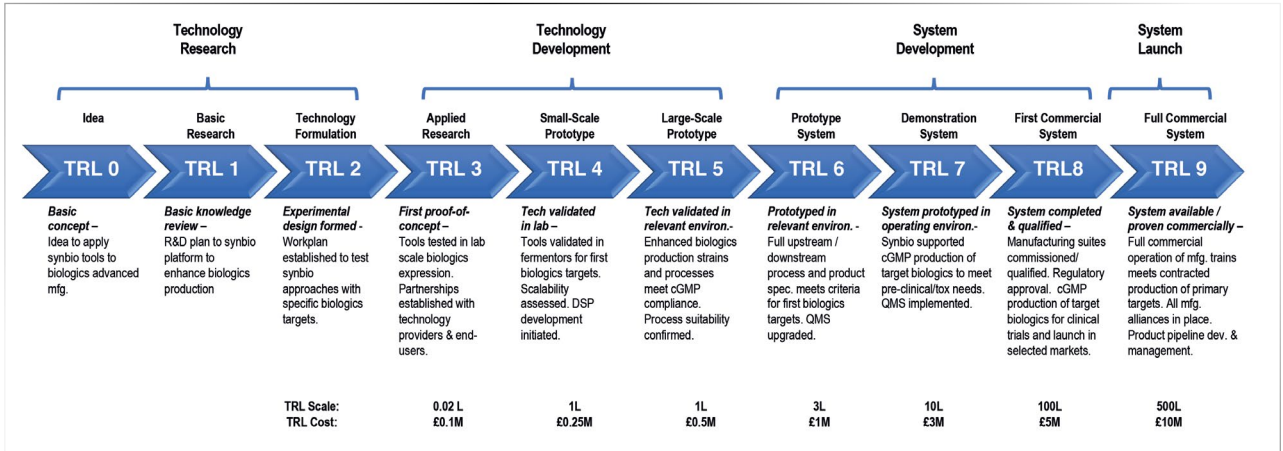 Technology
Research
Technology
Development
System
Development
System
Launch
Idea
Basic
Research
Technology
Formulation
Applied
Research
Small-Scale
Prototype
Large-Scale
Prototype
Prototype
System
Demonstration
System
First Commercial
System
Full Commercial
System
TRL 0
TRL 1
TRL 2
TRL 3
TRL 4
TRL 5
TRL 6
TRL 7
TRL8
TRL 9
Basic
concept –
Idea to apply
synbio tools to
biologics advanced
mfg.
Basic knowledge
review –
R&D plan to synbio
platform to
enhance biologics
production
Experimental
design formed -
Workplan
established to test
synbio
approaches with
specific biologics
targets.
First proof-of-
concept –
Tools tested in lab
scale biologics
expression.
Partnerships
established with
technology
providers & end-
users.
Tech validated
in lab –
Tools validated in
fermentors for first
biologics targets.
Scalability
assessed. DSP
development
initiated.
Tech validated in
relevant environ.-
Enhanced biologics
production strains
and processes
meet cGMP
compliance.
Process suitability
confirmed.
Prototyped in
relevant environ. -
Full upstream /
downstream
process and product
spec. meets criteria
for first biologics
targets. QMS
upgraded.
System prototyped in
operating environ.-
Synbio supported
cGMP production of
target biologics to meet
pre-clinical/tox needs.
QMS implemented.
System completed
& qualified –
Manufacturing suites
commissioned/
qualified. Regulatory
approval. cGMP
production of target
biologics for clinical
trials and launch in
selected markets.
System available /
proven commercially –
Full commercial
operation of mfg. trains
meets contracted
production of primary
targets. All mfg.
alliances in place.
Product pipeline dev. &
management.
TRL Scale: 0.02 L 1L 1L 3L 10L 100L 500L
TRL Cost: £0.1M £0.25M £0.5M £1M £3M £5M £10M